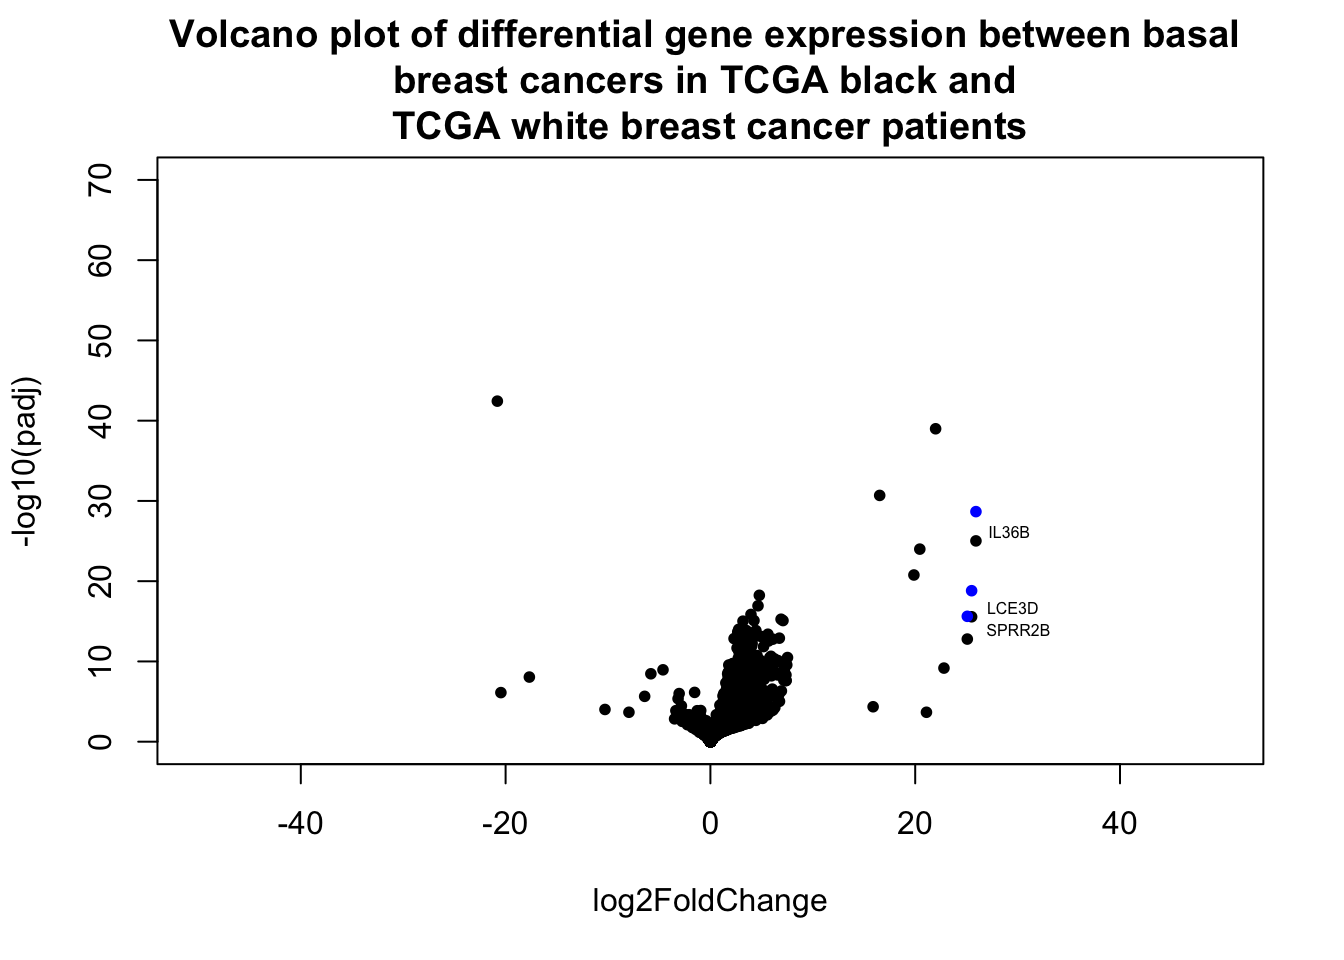 Volcano plot of differential gene expression between basal
breast cancers in TCGA black and
TCGA white breast cancer patients
70
60
50
40
30
20
10
0
-log10(padj)
IL36B
LCE3D
SPRR2B
-40 -20 0 20 40
log2FoldChange